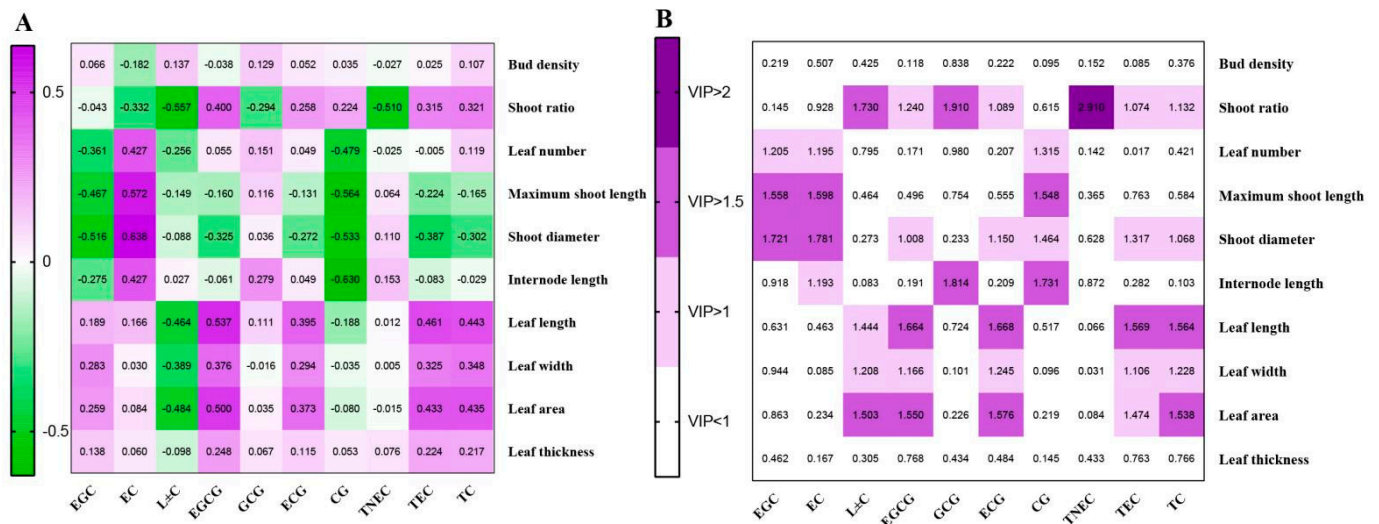 A
B
0.5
0
-0.5
0.066 -0.182 0.137 -0.038 0.129 0.052 0.035 -0.027 0.025 0.107 Bud density
-0.043 -0.332 -0.557 0.400 -0.294 0.258 0.224 -0.510 0.315 0.321 Shoot ratio
-0.361 0.427 -0.256 0.055 0.151 0.049 -0.479 -0.025 -0.005 0.119 Leaf number
-0.467 0.572 -0.149 -0.160 0.116 -0.131 -0.564 0.064 -0.224 -0.165 Maximum shoot length
-0.516 0.638 -0.088 -0.325 0.036 -0.272 -0.533 0.110 -0.387 -0.302 Shoot diameter
-0.275 0.427 0.027 -0.061 0.279 0.049 -0.630 0.153 -0.083 -0.029 Internode length
0.189 0.166 -0.464 0.537 0.111 0.395 -0.188 0.012 0.461 0.443 Leaf length
0.283 0.030 -0.389 0.376 -0.016 0.294 -0.035 0.005 0.325 0.348 Leaf width
0.259 0.084 -0.484 0.500 0.035 0.373 -0.080 -0.015 0.433 0.435 Leaf area
0.138 0.060 -0.098 0.248 0.067 0.115 0.053 0.076 0.224 0.217 Leaf thickness
EGC EC L±C EGCG GCG ECG CG TNEC TEC TC
VIP>2
VIP>1.5
VIP>1
VIP<1
0.219 0.507 0.425 0.118 0.838 0.222 0.095 0.152 0.085 0.376 Bud density
0.145 0.928 1.730 1.240 1.910 1.089 0.615 2.910 1.074 1.132 Shoot ratio
1.205 1.195 0.795 0.171 0.980 0.207 1.315 0.142 0.017 0.421 Leaf number
1.558 1.598 0.464 0.496 0.754 0.555 1.548 0.365 0.763 0.584 Maximum shoot length
1.721 1.781 0.273 1.008 0.233 1.150 1.464 0.628 1.317 1.068 Shoot diameter
0.918 1.193 0.083 0.191 1.814 0.209 1.731 0.872 0.282 0.103 Internode length
0.631 0.463 1.444 1.664 0.724 1.668 0.517 0.066 1.569 1.564 Leaf length
0.944 0.085 1.208 1.166 0.101 1.245 0.096 0.031 1.106 1.228 Leaf width
0.863 0.234 1.503 1.550 0.226 1.576 0.219 0.084 1.474 1.538 Leaf area
0.462 0.167 0.305 0.768 0.434 0.484 0.145 0.433 0.763 0.766 Leaf thickness
EGC EC L±C EGCG GCG ECG CG TNEC TEC TC